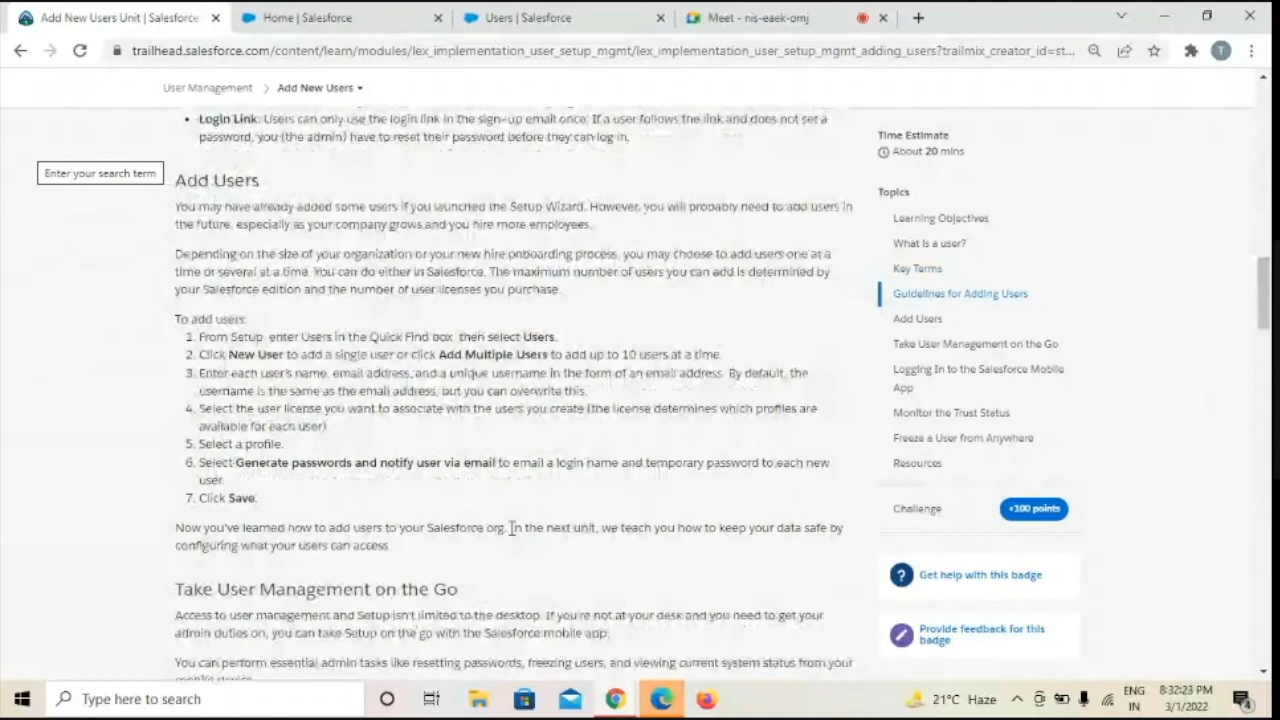 Add New Users Unit | Salesforce
Home | Salesforce
Users | Salesforce
Meet - nis-eaek-omj
trailhead.salesforce.com/content/learn/modules/lex_implementation_user_setup_mgmt/lex_implementation_user_setup_mgmt_adding_users?trailmix_creator_id=st...
T
User Management > Add New Users
• Login Link: Users can only use the login link in the sign-up email once. If a user follows the link and does not set a
password, you (the admin) have to reset their password before they can log in.
Enter your search term
Add Users
You may have already added some users if you launched the Setup Wizard. However, you will probably need to add users in
the future, especially as your company grows and you hire more employees.
Depending on the size of your organization or your new hire onboarding process, you may choose to add users one at a
time or several at a time. You can do either in Salesforce. The maximum number of users you can add is determined by
your Salesforce edition and the number of user licenses you purchase.
To add users:
1. From Setup, enter Users in the Quick Find box, then select Users.
2. Click New User to add a single user or click Add Multiple Users to add up to 10 users at a time.
3. Enter each user's name, email address, and a unique username in the form of an email address. By default, the
username is the same as the email address, but you can overwrite this.
4. Select the user license you want to associate with the users you create (the license determines which profiles are
available for each user)
5. Select a profile.
6. Select Generate passwords and notify user via email to email a login name and temporary password to each new
user.
7. Click Save.
Now you've learned how to add users to your Salesforce org. In the next unit, we teach you how to keep your data safe by
configuring what your users can access.
Take User Management on the Go
Access to user management and Setup isn't limited to the desktop. If you're not at your desk and you need to get your
admin duties on, you can take Setup on the go with the Salesforce mobile app.
You can perform essential admin tasks like resetting passwords, freezing users, and viewing current system status from your
mobile device.
Time Estimate
About 20 mins
Topics
Learning Objectives
What Is a user?
Key Terms
Guidelines for Adding Users
Add Users
Take User Management on the Go
Logging In to the Salesforce Mobile
App
Monitor the Trust Status
Freeze a User from Anywhere
Resources
Challenge
+100 points
Get help with this badge
Provide feedback for this
badge
Type here to search
21°C Haze
ENG
IN
8:32:23 PM
3/1/2022
4